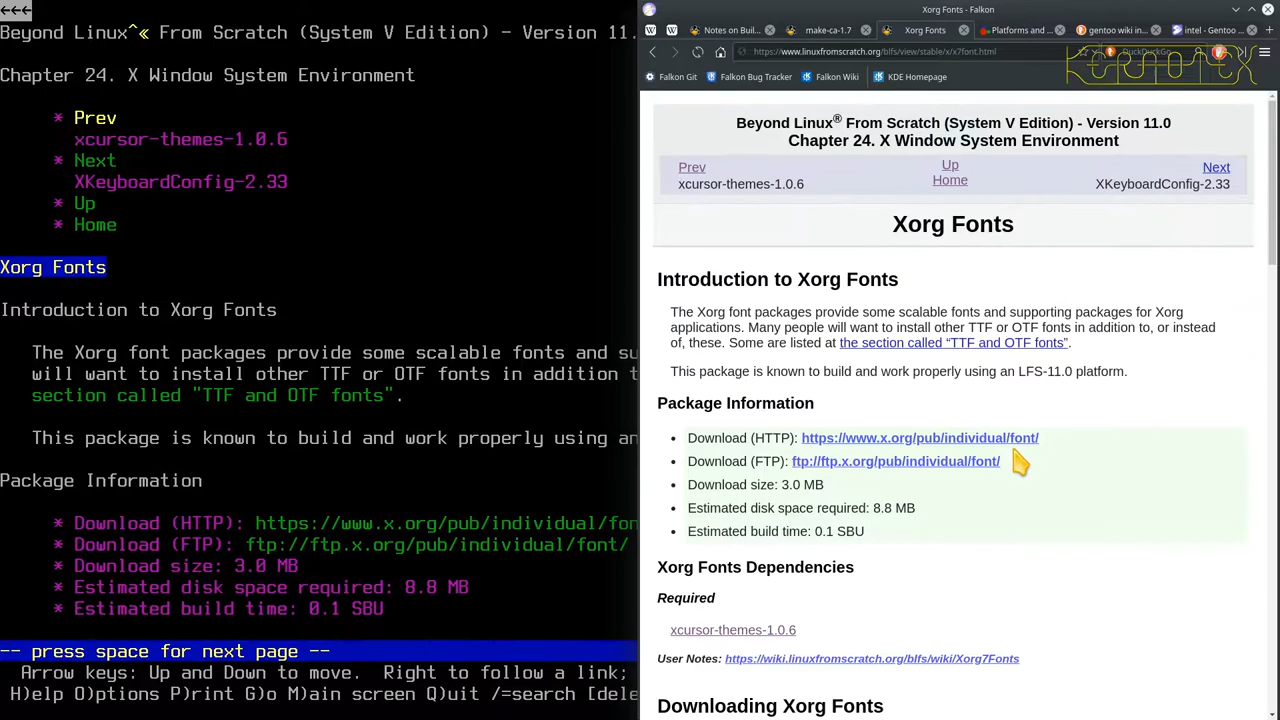 ←←←
Beyond Linux^« From Scratch (System V Edition) - Version 11.
Chapter 24. X Window System Environment
* Prev
xcursor-themes-1.0.6
* Next
XKeyboardConfig-2.33
* Up
* Home
Xorg Fonts
Introduction to Xorg Fonts
The Xorg font packages provide some scalable fonts and su
will want to install other TTF or OTF fonts in addition t
section called "TTF and OTF fonts".
This package is known to build and work properly using an
Package Information
* Download (HTTP): https://www.x.org/pub/individual/fon
* Download (FTP): ftp://ftp.x.org/pub/individual/font/
* Download size: 3.0 MB
* Estimated disk space required: 8.8 MB
* Estimated build time: 0.1 SBU
-- press space for next page --
Arrow keys: Up and Down to move.  Right to follow a link;
H)elp O)ptions P)rint G)o M)ain screen Q)uit /=search [dele
Xorg Fonts - Falkon
Notes on Buil...
make-ca-1.7
Xorg Fonts
Platforms and ...
gentoo wiki in...
intel - Gentoo ...
https://www.linuxfromscratch.org/blfs/view/stable/x/x7font.html
DuckDuckGo
Falkon Git
Falkon Bug Tracker
Falkon Wiki
KDE Homepage
Beyond Linux® From Scratch (System V Edition) - Version 11.0
Chapter 24. X Window System Environment
Prev Up Next
xcursor-themes-1.0.6 Home XKeyboardConfig-2.33
Xorg Fonts
Introduction to Xorg Fonts
The Xorg font packages provide some scalable fonts and supporting packages for Xorg
applications. Many people will want to install other TTF or OTF fonts in addition to, or instead
of, these. Some are listed at the section called “TTF and OTF fonts”.
This package is known to build and work properly using an LFS-11.0 platform.
Package Information
• Download (HTTP): https://www.x.org/pub/individual/font/
• Download (FTP): ftp://ftp.x.org/pub/individual/font/
• Download size: 3.0 MB
• Estimated disk space required: 8.8 MB
• Estimated build time: 0.1 SBU
Xorg Fonts Dependencies
Required
xcursor-themes-1.0.6
User Notes: https://wiki.linuxfromscratch.org/blfs/wiki/Xorg7Fonts
Downloading Xorg Fonts